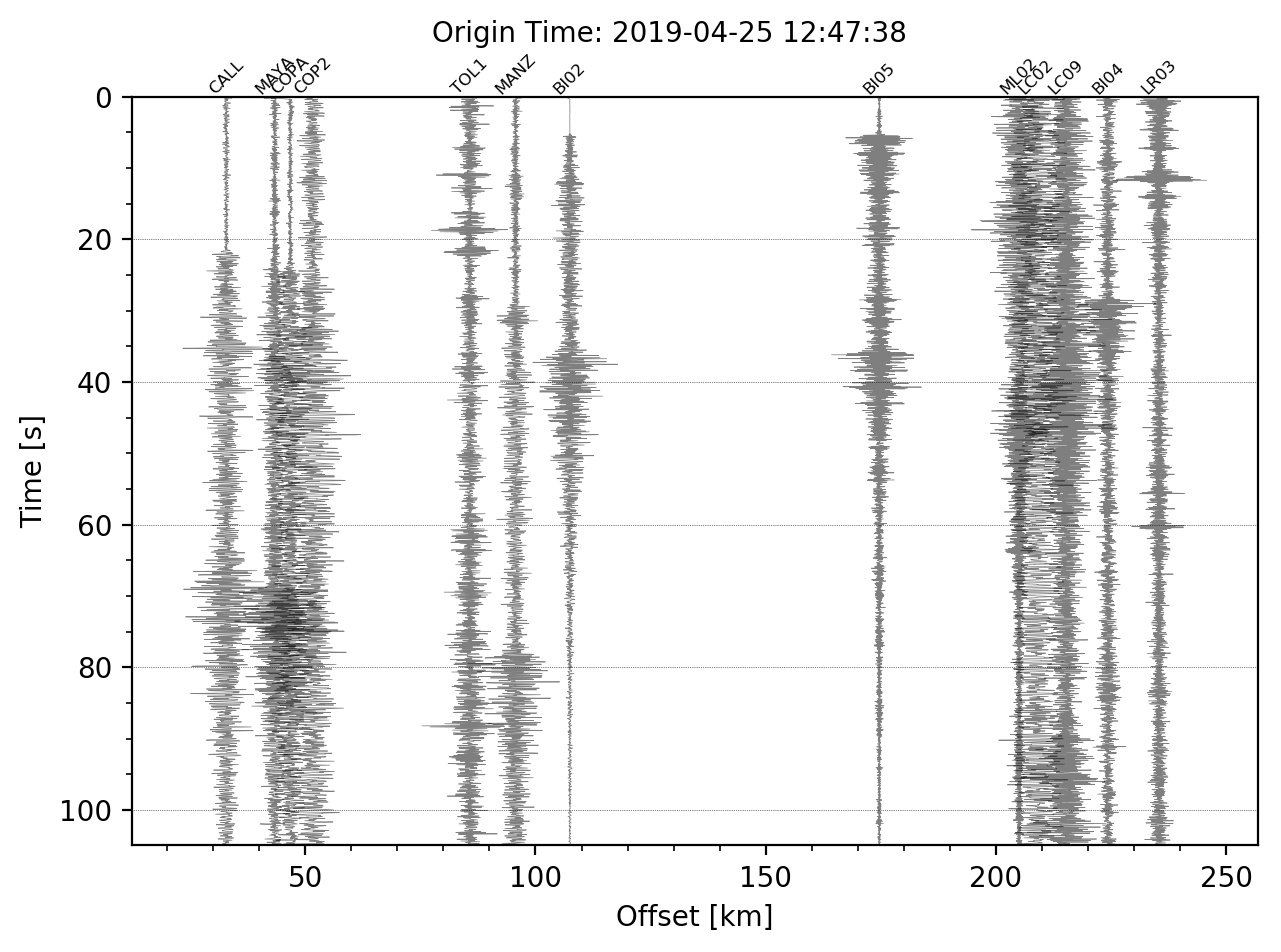 Origin Time: 2019-04-25 12:47:38
CALL MAYA COPA COP2 TOL1 MANZ BI02 BI05 ML02 LC02 LC09 BI04 LR03
0
20
40
60
80
100
Time [s]
50 100 150 200 250
Offset [km]